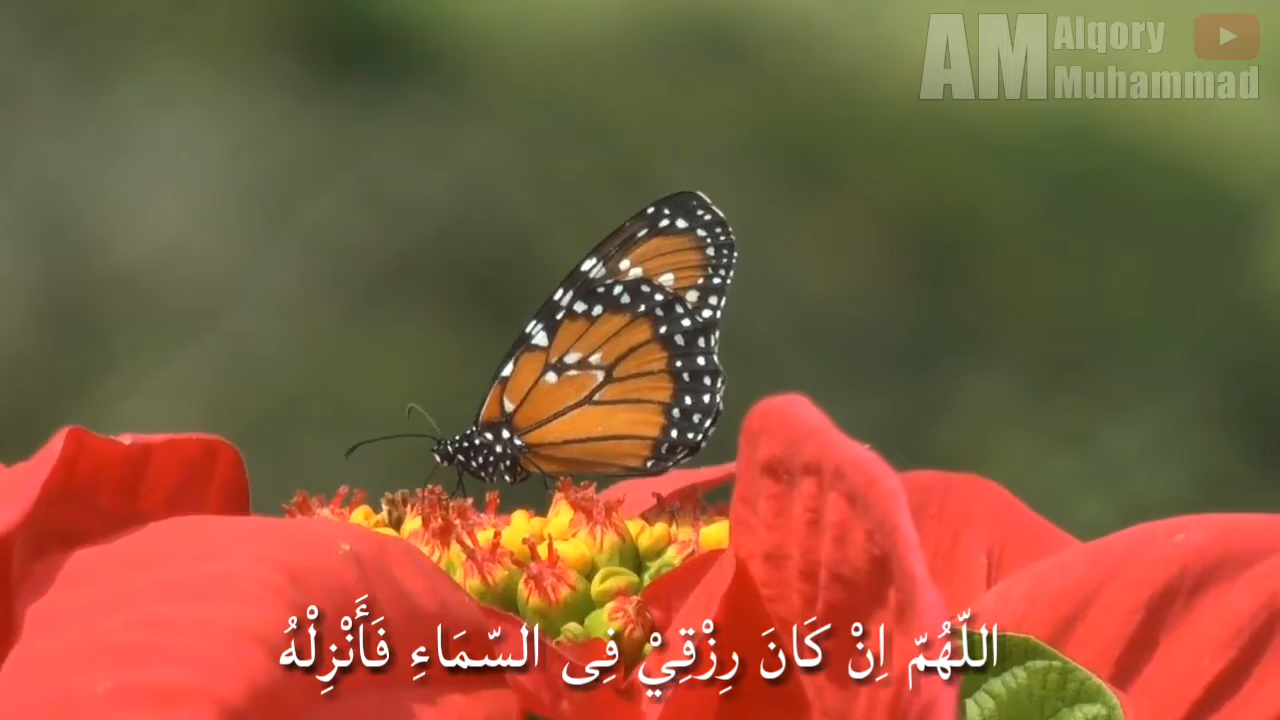 AM Alqory
Muhammad
اللّهُمّ اِنْ كَانَ رِزْقِيْ فِى السّمَاءِ فَأَنْزِلْهُ